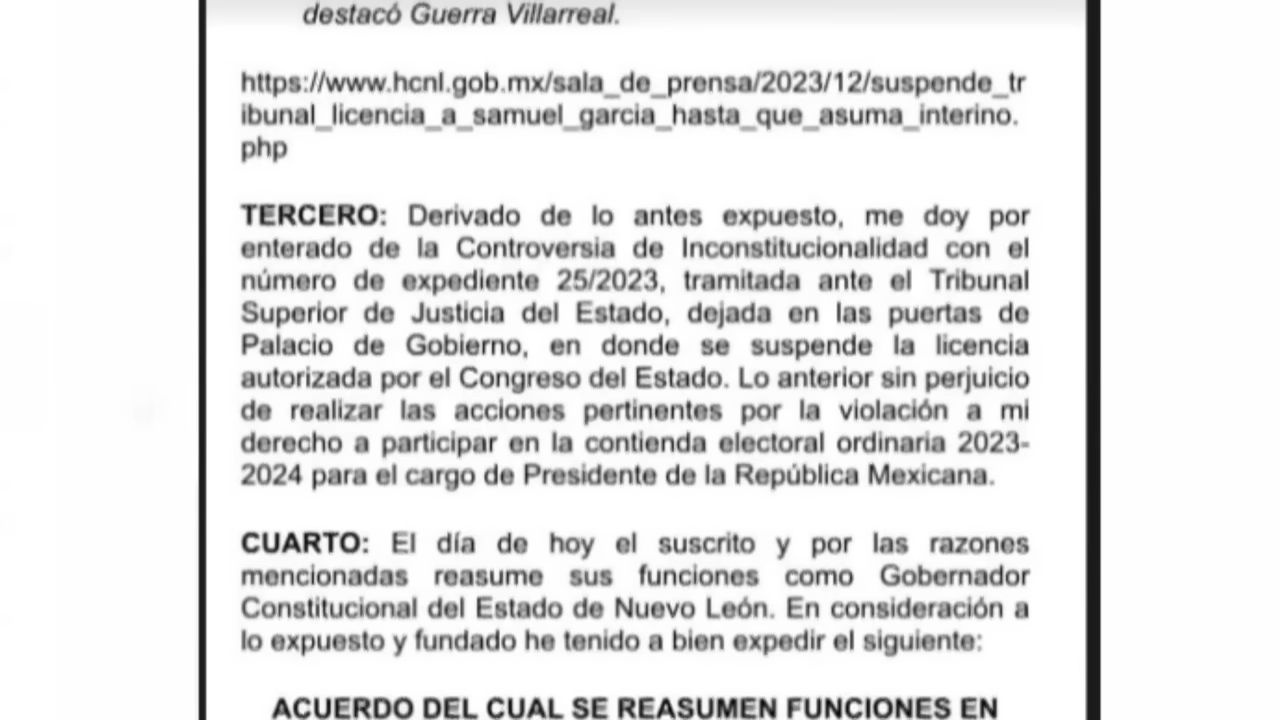 destacó Guerra Villarreal.
https://www.hcnl.gob.mx/sala_de_prensa/2023/12/suspende_tr
ibunal_licencia_a_samuel_garcia_hasta_que_asuma_interino.
php
TERCERO: Derivado de lo antes expuesto, me doy por
enterado de la Controversia de Inconstitucionalidad con el
número de expediente 25/2023, tramitada ante el Tribunal
Superior de Justicia del Estado, dejada en las puertas de
Palacio de Gobierno, en donde se suspende la licencia
autorizada por el Congreso del Estado. Lo anterior sin perjuicio
de realizar las acciones pertinentes por la violación a mi
derecho a participar en la contienda electoral ordinaria 2023-
2024 para el cargo de Presidente de la República Mexicana.
CUARTO: El día de hoy el suscrito y por las razones
mencionadas reasume sus funciones como Gobernador
Constitucional del Estado de Nuevo León. En consideración a
lo expuesto y fundado he tenido a bien expedir el siguiente:
ACUERDO DEL CUAL SE REASUMEN FUNCIONES EN